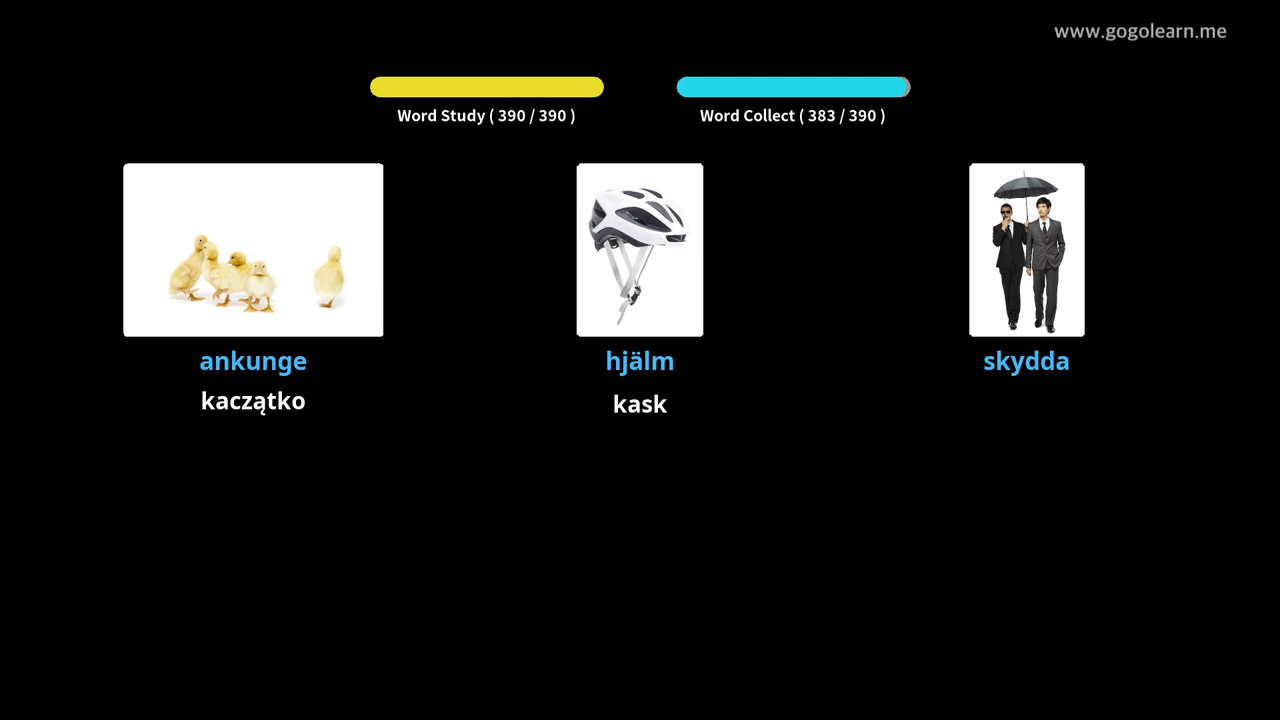 www.gogolearn.me
Word Study ( 390 / 390 )
Word Collect ( 383 / 390 )
ankunge
hjälm
skydda
kaczątko
kask